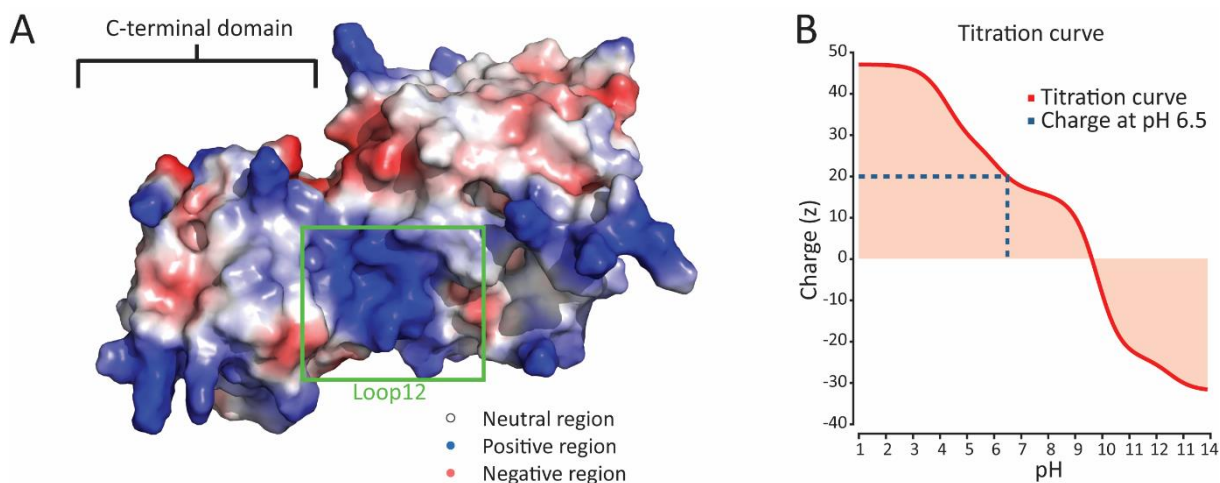 A
C-terminal domain
Loop12
Neutral region
Positive region
Negative region
B
Titration curve
Titration curve
Charge at pH 6.5
Charge (z)
50
40
30
20
10
0
-10
-20
-30
-40
1 2 3 4 5 6 7 8 9 10 11 12 13 14
pH